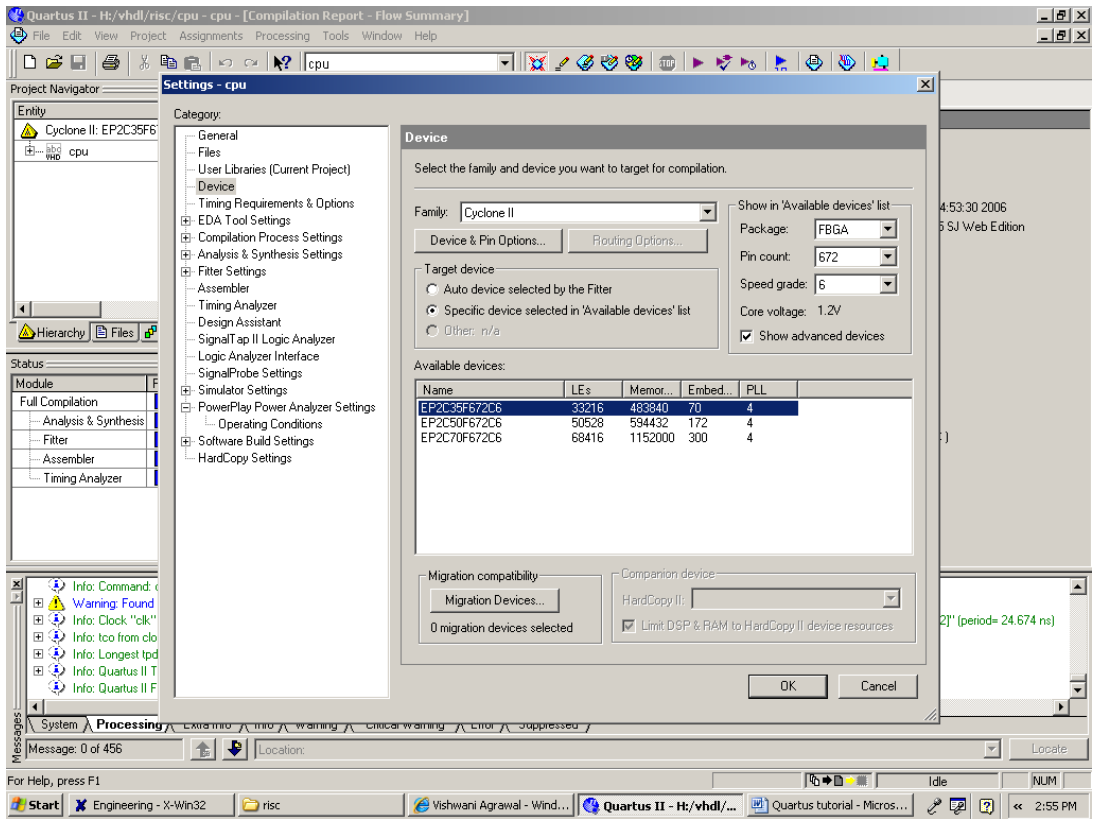 Quartus II - H:/vhdl/risc/cpu - cpu - [Compilation Report - Flow Summary]
File Edit View Project Assignments Processing Tools Window Help
cpu
Project Navigator
Entity
Cyclone II: EP2C35F6
cpu
Hierarchy Files
Status
Module F
Full Compilation
Analysis & Synthesis
Fitter
Assembler
Timing Analyzer
Settings - cpu
Category:
General
Files
User Libraries (Current Project)
Device
Timing Requirements & Options
EDA Tool Settings
Compilation Process Settings
Analysis & Synthesis Settings
Fitter Settings
Assembler
Timing Analyzer
Design Assistant
SignalTap II Logic Analyzer
Logic Analyzer Interface
SignalProbe Settings
Simulator Settings
PowerPlay Power Analyzer Settings
Operating Conditions
Software Build Settings
HardCopy Settings
Device
Select the family and device you want to target for compilation.
Family: Cyclone II
Device & Pin Options... Routing Options...
Target device
Auto device selected by the Fitter
Specific device selected in 'Available devices' list
Other: n/a
Show in 'Available devices' list
Package: FBGA
Pin count: 672
Speed grade: 6
Core voltage: 1.2V
Show advanced devices
Available devices:
Name LEs Memor... Embed... PLL
EP2C35F672C6 33216 483840 70 4
EP2C50F672C6 50528 594432 172 4
EP2C70F672C6 68416 1152000 300 4
Migration compatibility
Migration Devices...
0 migration devices selected
Companion device
HardCopy II:
Limit DSP & RAM to HardCopy II device resources
OK Cancel
4:53:30 2006
5 SJ Web Edition
Info: Command:
Warning: Found
Info: Clock "clk"
2]" (period= 24.674 ns)
Info: tco from clo
Info: Longest tpd
Info: Quartus II T
Info: Quartus II F
Messages
System Processing Extra Info Info Warning Critical Warning Error Suppressed
Message: 0 of 456 Location: Locate
For Help, press F1 Idle NUM
Start Engineering - X-Win32 risc Vishwani Agrawal - Wind... Quartus II - H:/vhdl/... Quartus tutorial - Micros... « 2:55 PM